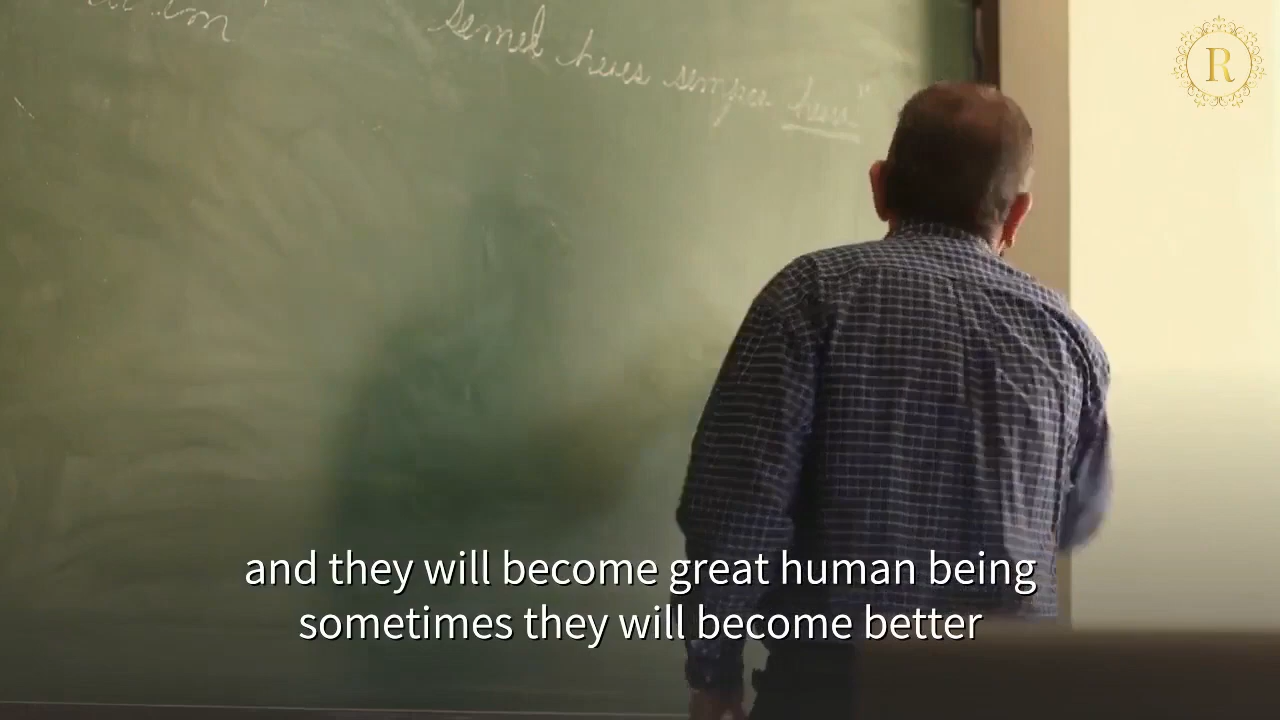 semel heres semper heres"
R
and they will become great human being
sometimes they will become better